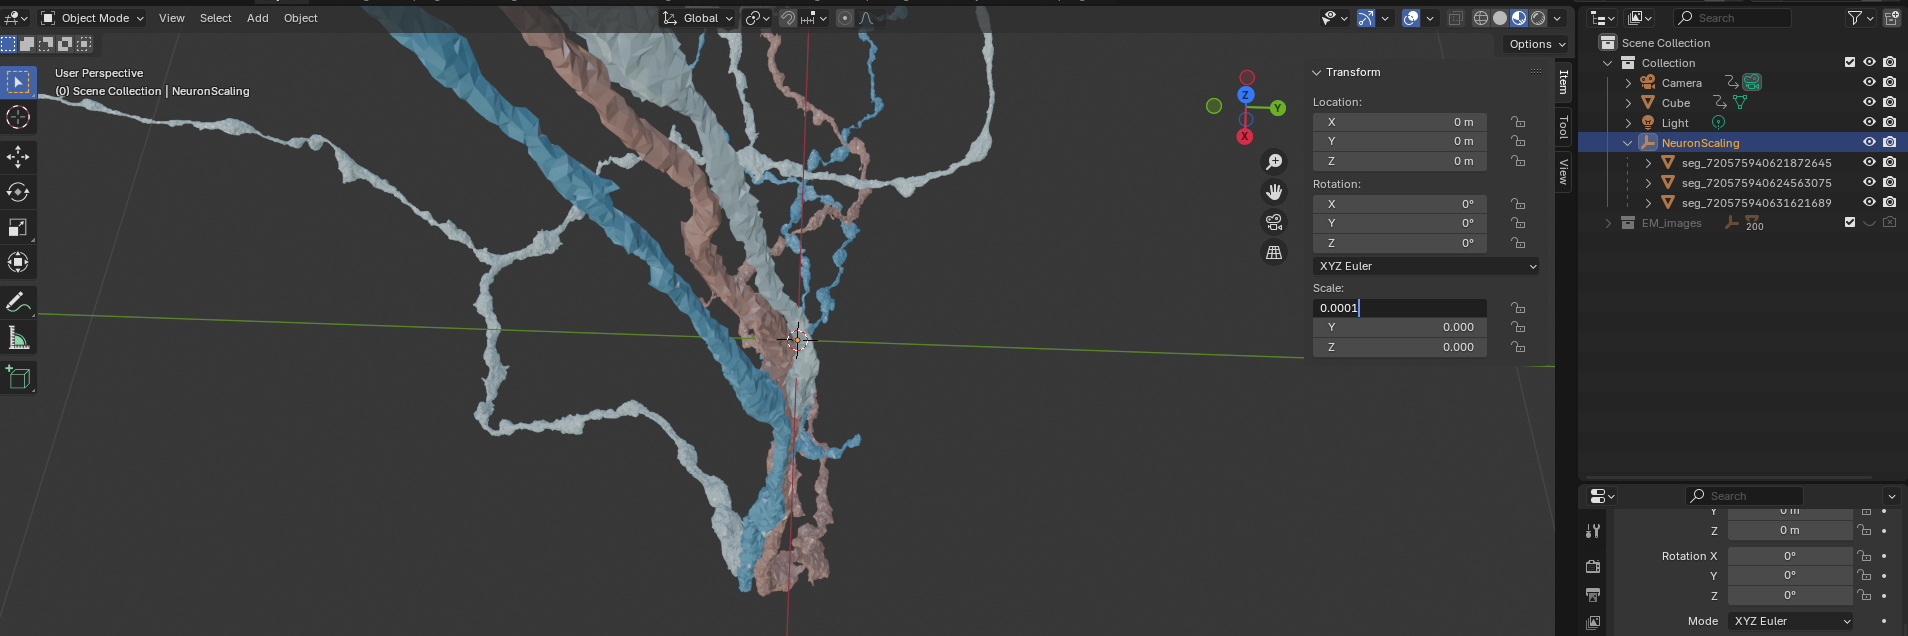 Object Mode View Select Add Object Global
Options
User Perspective
(0) Scene Collection | NeuronScaling
Z
Y
X
Transform
Location:
X 0 m
Y 0 m
Z 0 m
Rotation:
X 0°
Y 0°
Z 0°
XYZ Euler
Scale:
0.0001
Y 0.000
Z 0.000
Item
Tool
View
Search
Scene Collection
Collection
Camera
Cube
Light
NeuronScaling
seg_720575940621872645
seg_720575940624563075
seg_720575940631621689
EM_images 200
Search
Y 0 m
Z 0 m
Rotation X 0°
Y 0°
Z 0°
Mode XYZ Euler